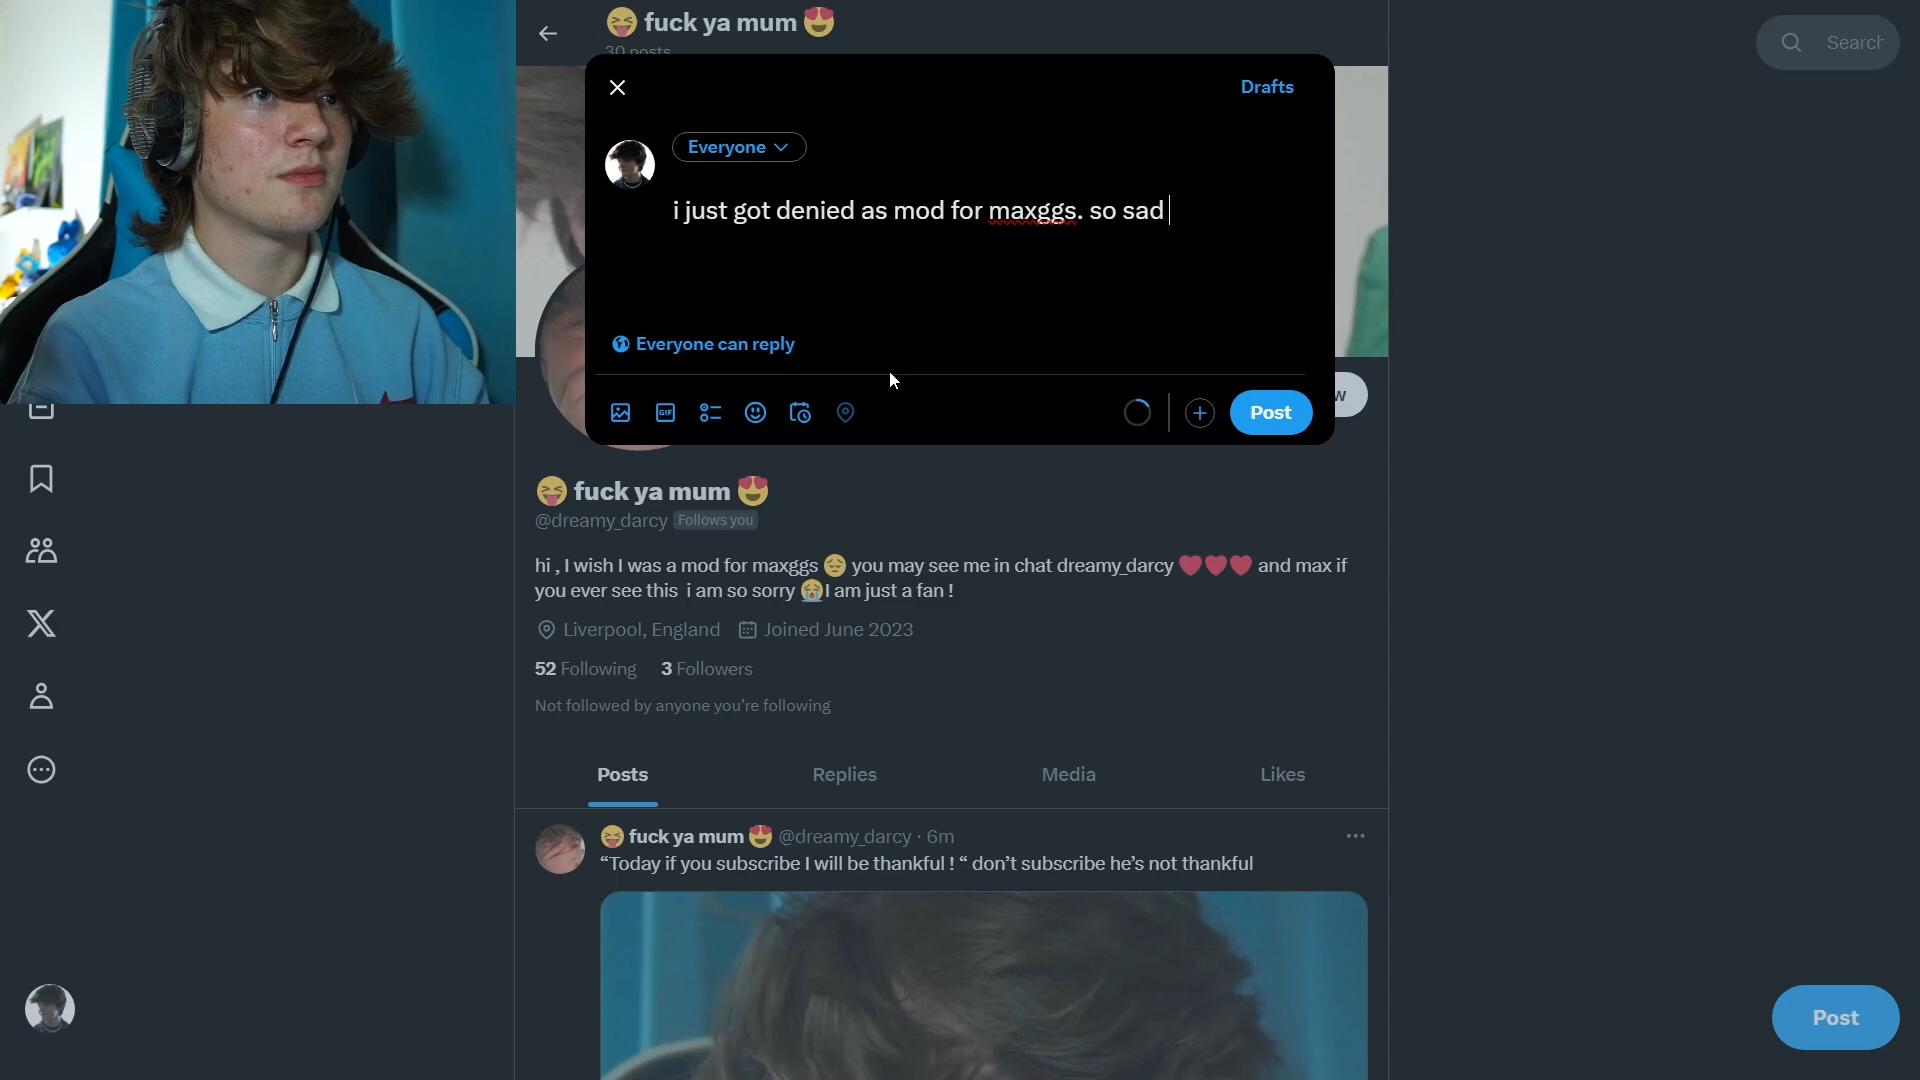 😝 fuck ya mum 😍
30 posts
Search
Drafts
Everyone
i just got denied as mod for maxggs. so sad
Everyone can reply
GIF
Post
w
😝 fuck ya mum 😍
@dreamy_darcy Follows you
hi , I wish I was a mod for maxggs 😔 you may see me in chat dreamy_darcy ❤️❤️❤️ and max if
you ever see this i am so sorry 😭I am just a fan !
Liverpool, England Joined June 2023
52 Following 3 Followers
Not followed by anyone you’re following
Posts Replies Media Likes
😝 fuck ya mum 😍 @dreamy_darcy · 6m
“Today if you subscribe I will be thankful ! “ don’t subscribe he’s not thankful
Post